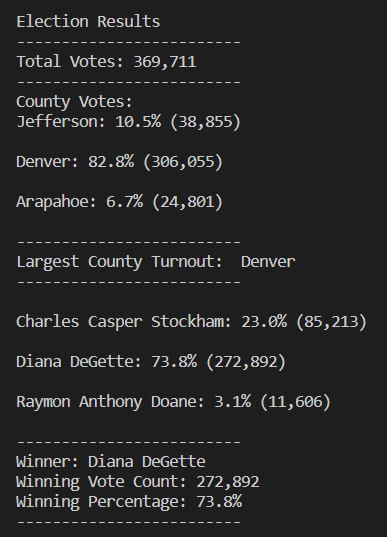 Election Results
-------------------------
Total Votes: 369,711
-------------------------
County Votes:
Jefferson: 10.5% (38,855)
Denver: 82.8% (306,055)
Arapahoe: 6.7% (24,801)
-------------------------
Largest County Turnout:  Denver
-------------------------
Charles Casper Stockham: 23.0% (85,213)
Diana DeGette: 73.8% (272,892)
Raymon Anthony Doane: 3.1% (11,606)
-------------------------
Winner: Diana DeGette
Winning Vote Count: 272,892
Winning Percentage: 73.8%
-------------------------